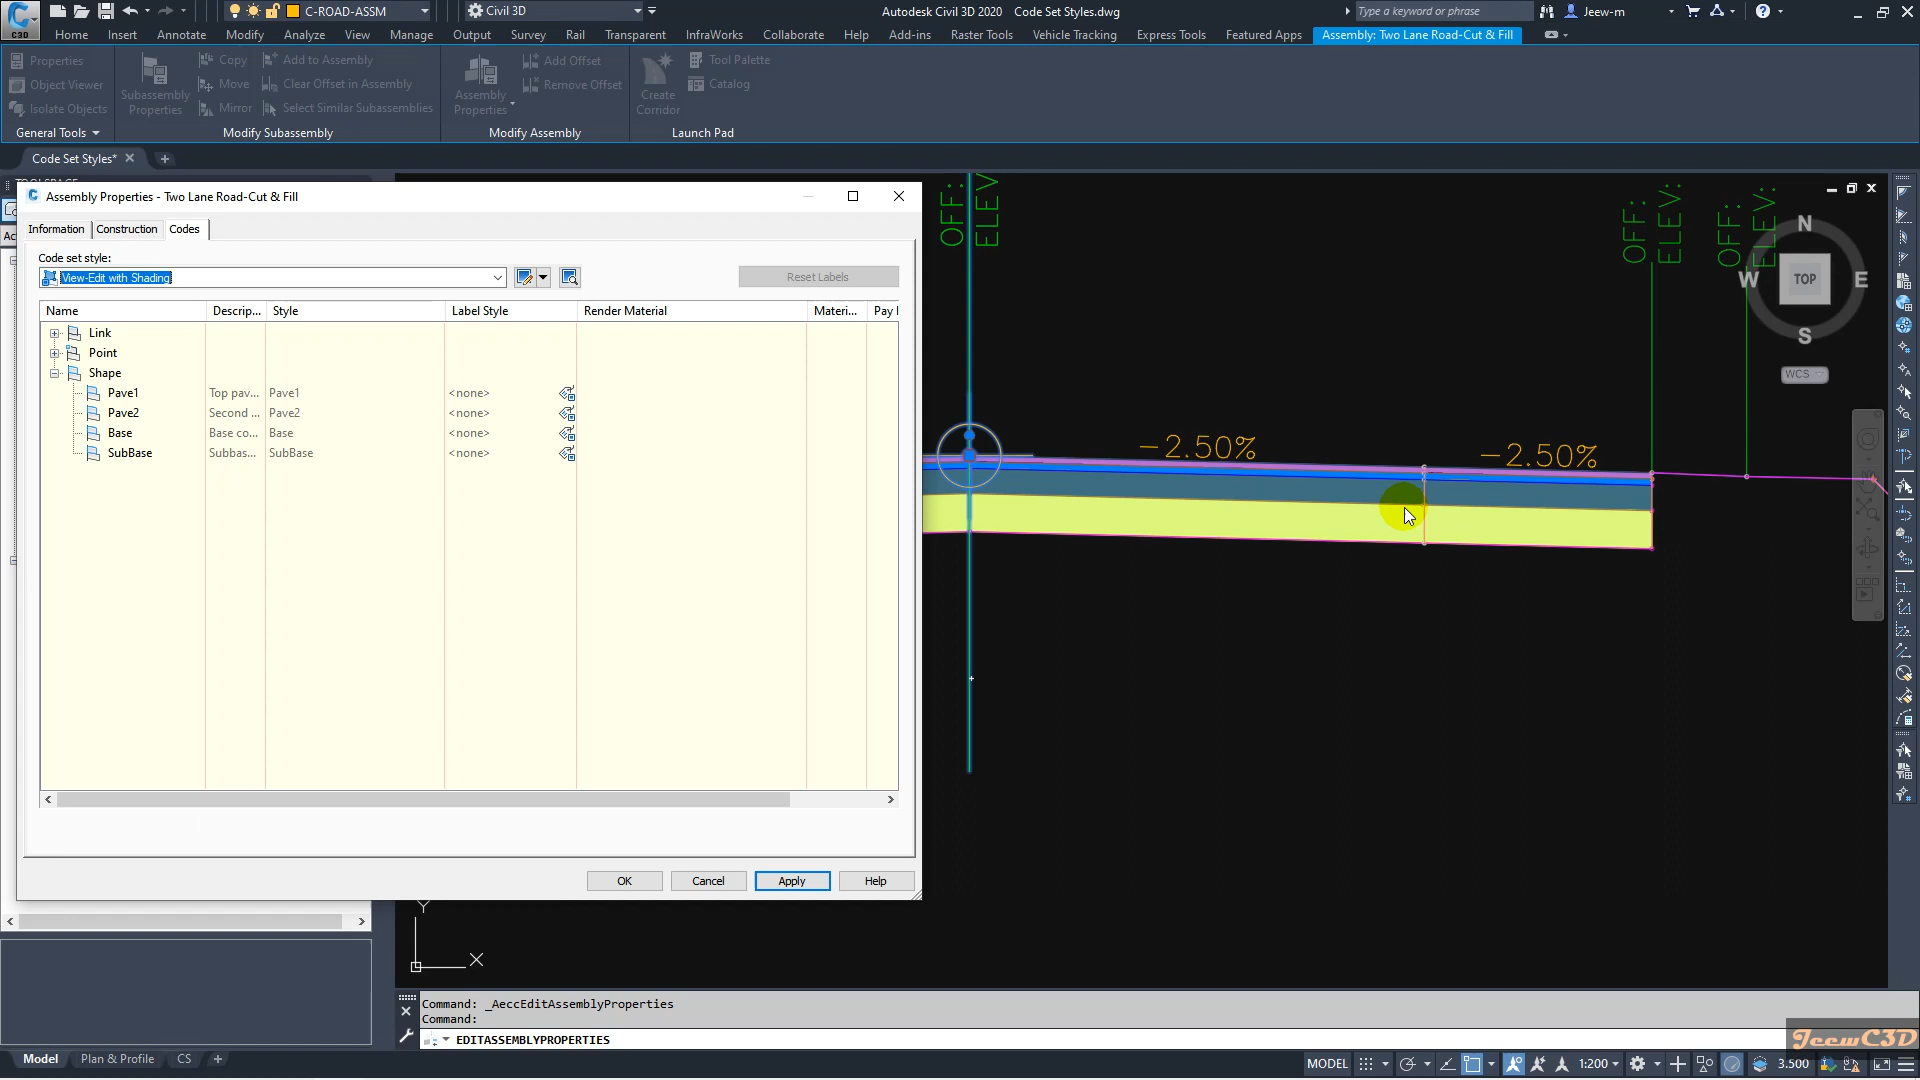 C-ROAD-ASSM
Civil 3D
Autodesk Civil 3D 2020 Code Set Styles.dwg
Type a keyword or phrase
Jeew-m
C3D
Home Insert Annotate Modify Analyze View Manage Output Survey Rail Transparent InfraWorks Collaborate Help Add-ins Raster Tools Vehicle Tracking Express Tools Featured Apps Assembly: Two Lane Road-Cut & Fill
Properties
Object Viewer
Isolate Objects
General Tools
Subassembly Properties
Copy
Move
Mirror
Add to Assembly
Clear Offset in Assembly
Select Similar Subassemblies
Modify Subassembly
Assembly Properties
Add Offset
Remove Offset
Modify Assembly
Create Corridor
Tool Palette
Catalog
Launch Pad
Code Set Styles*
Assembly Properties - Two Lane Road-Cut & Fill
Information Construction Codes
Code set style:
View-Edit with Shading
Reset Labels
Name Descrip... Style Label Style Render Material Materi... Pay I
Link
Point
Shape
Pave1 Top pav... Pave1 <none>
Pave2 Second ... Pave2 <none>
Base Base co... Base <none>
SubBase Subbas... SubBase <none>
OK Cancel Apply Help
OFF:
ELEV
OFF:
ELEV:
OFF:
ELEV:
N
W TOP E
S
WCS
-2.50%
-2.50%
Y
X
Command: _AeccEditAssemblyProperties
Command:
EDITASSEMBLYPROPERTIES
JeewC3D
Model Plan & Profile CS
MODEL 1:200 3.500